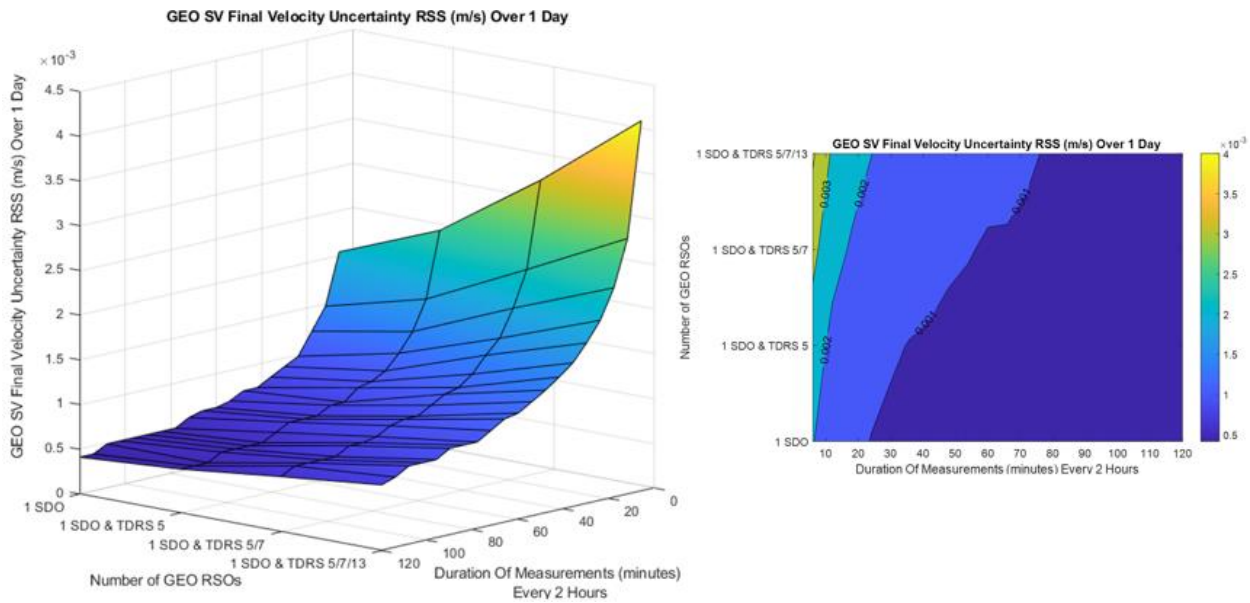 GEO SV Final Velocity Uncertainty RSS (m/s) Over 1 Day
×10⁻³
4.5
4
3.5
3
2.5
2
1.5
1
0.5
0
GEO SV Final Velocity Uncertainty RSS (m/s) Over 1 Day
1 SDO
1 SDO & TDRS 5
1 SDO & TDRS 5/7
1 SDO & TDRS 5/7/13
Number of GEO RSOs
120
100
80
60
40
20
0
Duration Of Measurements (minutes)
Every 2 Hours
GEO SV Final Velocity Uncertainty RSS (m/s) Over 1 Day
1 SDO & TDRS 5/7/13
1 SDO & TDRS 5/7
1 SDO & TDRS 5
1 SDO
Number of GEO RSOs
0.003
0.002
0.001
0.001
0.002
10 20 30 40 50 60 70 80 90 100 110 120
Duration Of Measurements (minutes) Every 2 Hours
×10⁻³
4
3.5
3
2.5
2
1.5
1
0.5